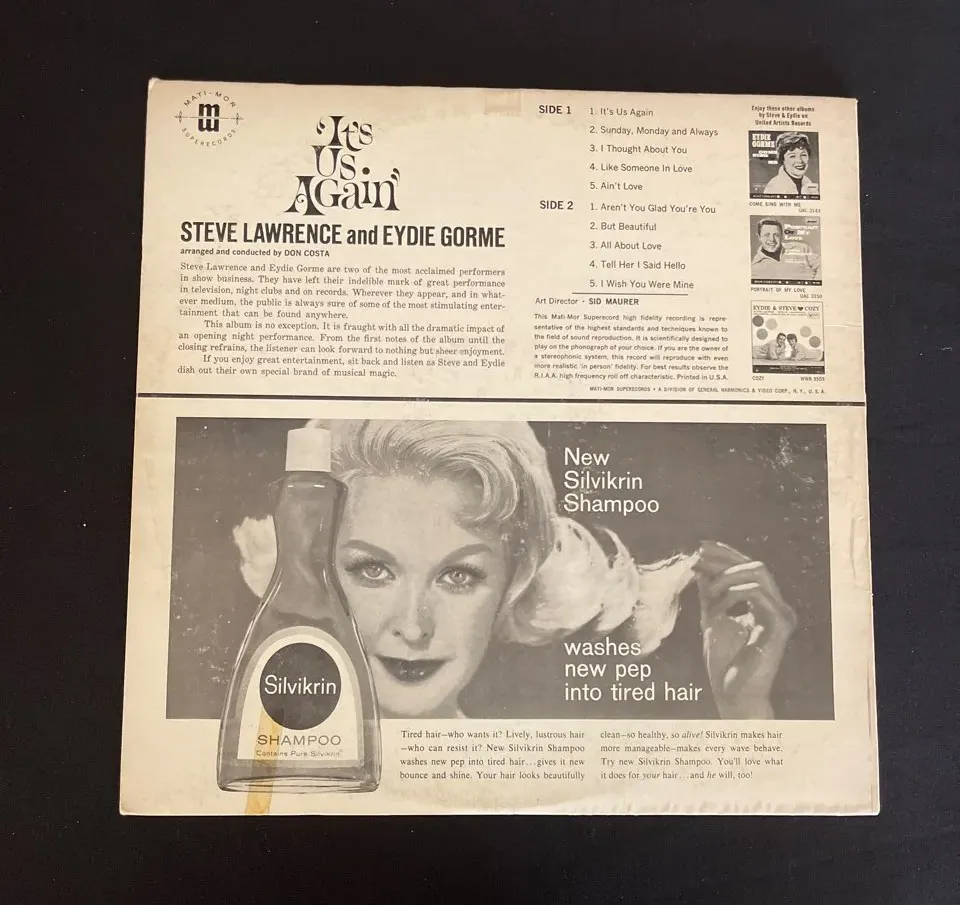 MATI-MOR
SUPERECORDS
It's
Us
Again
STEVE LAWRENCE and EYDIE GORME
arranged and conducted by DON COSTA
Steve Lawrence and Eydie Gorme are two of the most acclaimed performers
in show business. They have left their indelible mark of great performance
in television, night clubs and on records. Wherever they appear, and in what-
ever medium, the public is always sure of some of the most stimulating enter-
tainment that can be found anywhere.
This album is no exception. It is fraught with all the dramatic impact of
an opening night performance. From the first notes of the album until the
closing refrains, the listener can look forward to nothing but sheer enjoyment.
If you enjoy great entertainment, sit back and listen as Steve and Eydie
dish out their own special brand of musical magic.
SIDE 1
1. It's Us Again
2. Sunday, Monday and Always
3. I Thought About You
4. Like Someone In Love
5. Ain't Love
SIDE 2
1. Aren't You Glad You're You
2. But Beautiful
3. All About Love
4. Tell Her I Said Hello
5. I Wish You Were Mine
Art Director • SID MAURER
This Mati-Mor Superecord high fidelity recording is repre-
sentative of the highest standards and techniques known to
the field of sound reproduction. It is scientifically designed to
play on the phonograph of your choice. If you are the owner of
a stereophonic system, this record will reproduce with even
more realistic 'in person' fidelity. For best results observe the
R.I.A.A. high frequency roll off characteristic. Printed in U.S.A.
MATI-MOR SUPERECORDS • A DIVISION OF GENERAL HARMONICS & VIDEO CORP., N. Y., U. S. A.
Enjoy these other albums
by Steve & Eydie on
United Artists Records
EYDIE
GORME
COME SING WITH ME
UAL 3143
PORTRAIT
OF MY
LOVE
PORTRAIT OF MY LOVE
UAL 3150
EYDIE & STEVE ♥ COZY
COZY
WWR 3509
New
Silvikrin
Shampoo
washes
new pep
into tired hair
Silvikrin
SHAMPOO
Contains Pure Silvikrin
Tired hair—who wants it? Lively, lustrous hair
—who can resist it? New Silvikrin Shampoo
washes new pep into tired hair...gives it new
bounce and shine. Your hair looks beautifully
clean—so healthy, so alive! Silvikrin makes hair
more manageable—makes every wave behave.
Try new Silvikrin Shampoo. You'll love what
it does for your hair...and he will, too!